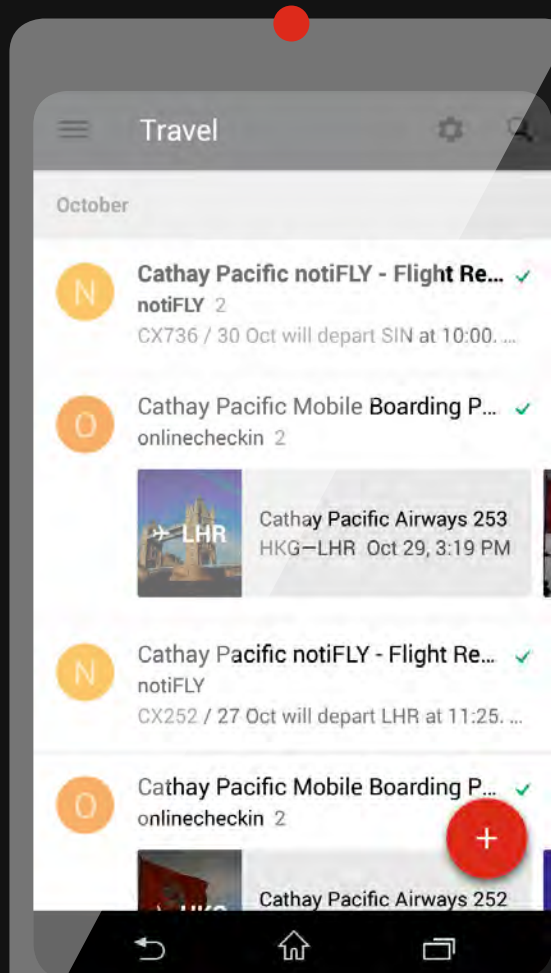 Travel
October
N
Cathay Pacific notiFLY - Flight Re...
notiFLY 2
CX736 / 30 Oct will depart SIN at 10:00. ...
O
Cathay Pacific Mobile Boarding P...
onlinecheckin 2
LHR
Cathay Pacific Airways 253
HKG–LHR Oct 29, 3:19 PM
N
Cathay Pacific notiFLY - Flight Re...
notiFLY
CX252 / 27 Oct will depart LHR at 11:25. ...
O
Cathay Pacific Mobile Boarding P...
onlinecheckin 2
+
HKG
Cathay Pacific Airways 252